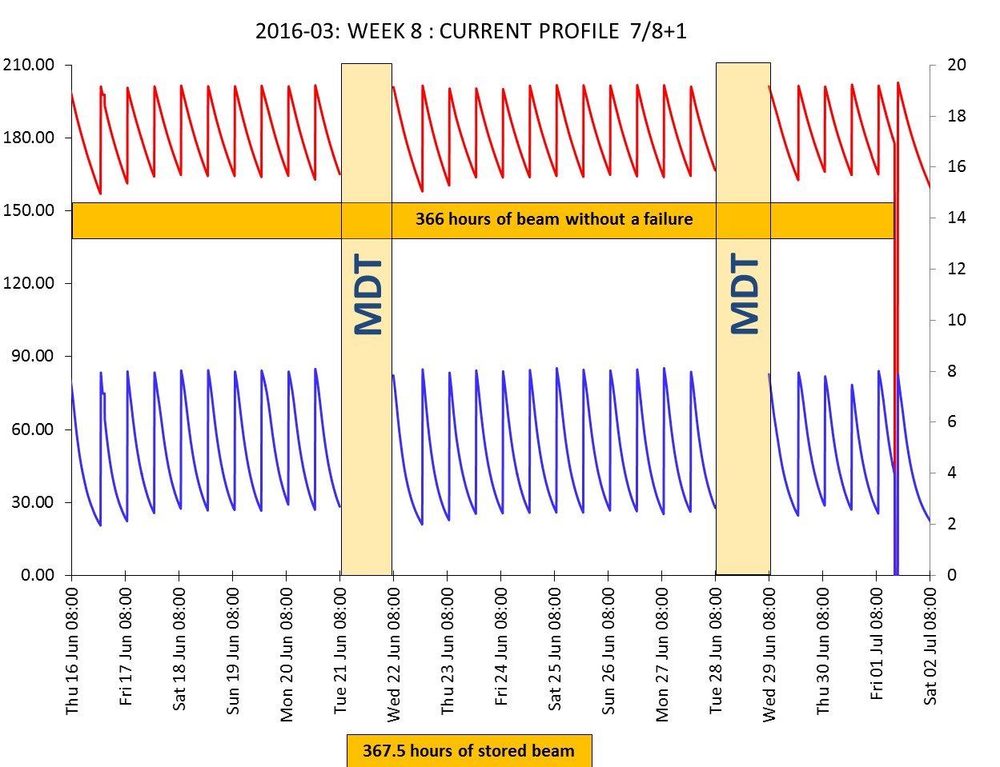 2016-03: WEEK 8 : CURRENT PROFILE 7/8+1
210.00
180.00
150.00
120.00
90.00
60.00
30.00
0.00
20
18
16
14
12
10
8
6
4
2
0
366 hours of beam without a failure
MDT
MDT
Thu 16 Jun 08:00
Fri 17 Jun 08:00
Sat 18 Jun 08:00
Sun 19 Jun 08:00
Mon 20 Jun 08:00
Tue 21 Jun 08:00
Wed 22 Jun 08:00
Thu 23 Jun 08:00
Fri 24 Jun 08:00
Sat 25 Jun 08:00
Sun 26 Jun 08:00
Mon 27 Jun 08:00
Tue 28 Jun 08:00
Wed 29 Jun 08:00
Thu 30 Jun 08:00
Fri 01 Jul 08:00
Sat 02 Jul 08:00
367.5 hours of stored beam